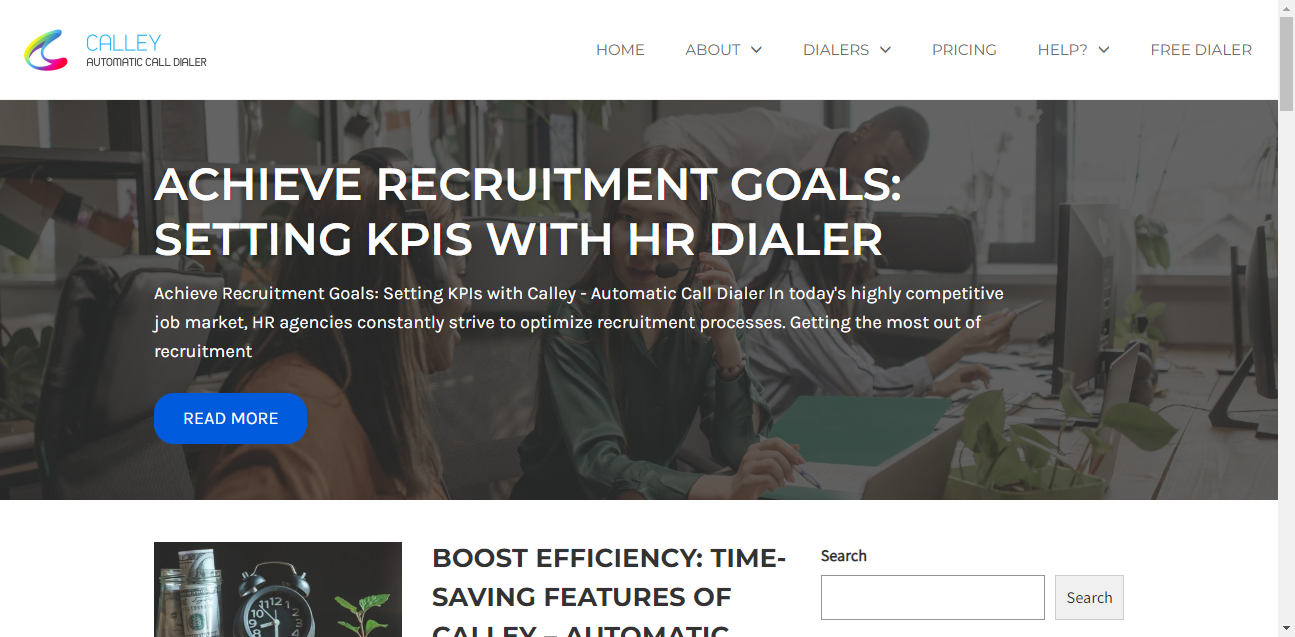 CALLEY
AUTOMATIC CALL DIALER
HOME
ABOUT
DIALERS
PRICING
HELP?
FREE DIALER
ACHIEVE RECRUITMENT GOALS:
SETTING KPIS WITH HR DIALER
Achieve Recruitment Goals: Setting KPIs with Calley - Automatic Call Dialer In today's highly competitive
job market, HR agencies constantly strive to optimize recruitment processes. Getting the most out of
recruitment
READ MORE
BOOST EFFICIENCY: TIME-
SAVING FEATURES OF
CALLEY – AUTOMATIC
Search
Search